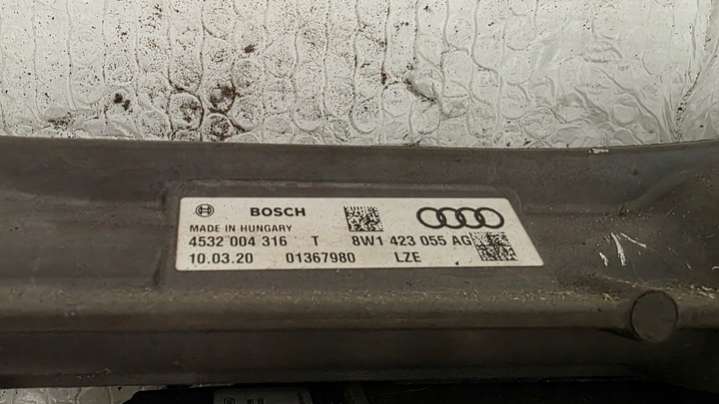 BOSCH
MADE IN HUNGARY
4532 004 316 T 8W1 423 055 AG
10.03.20 01367980 LZE